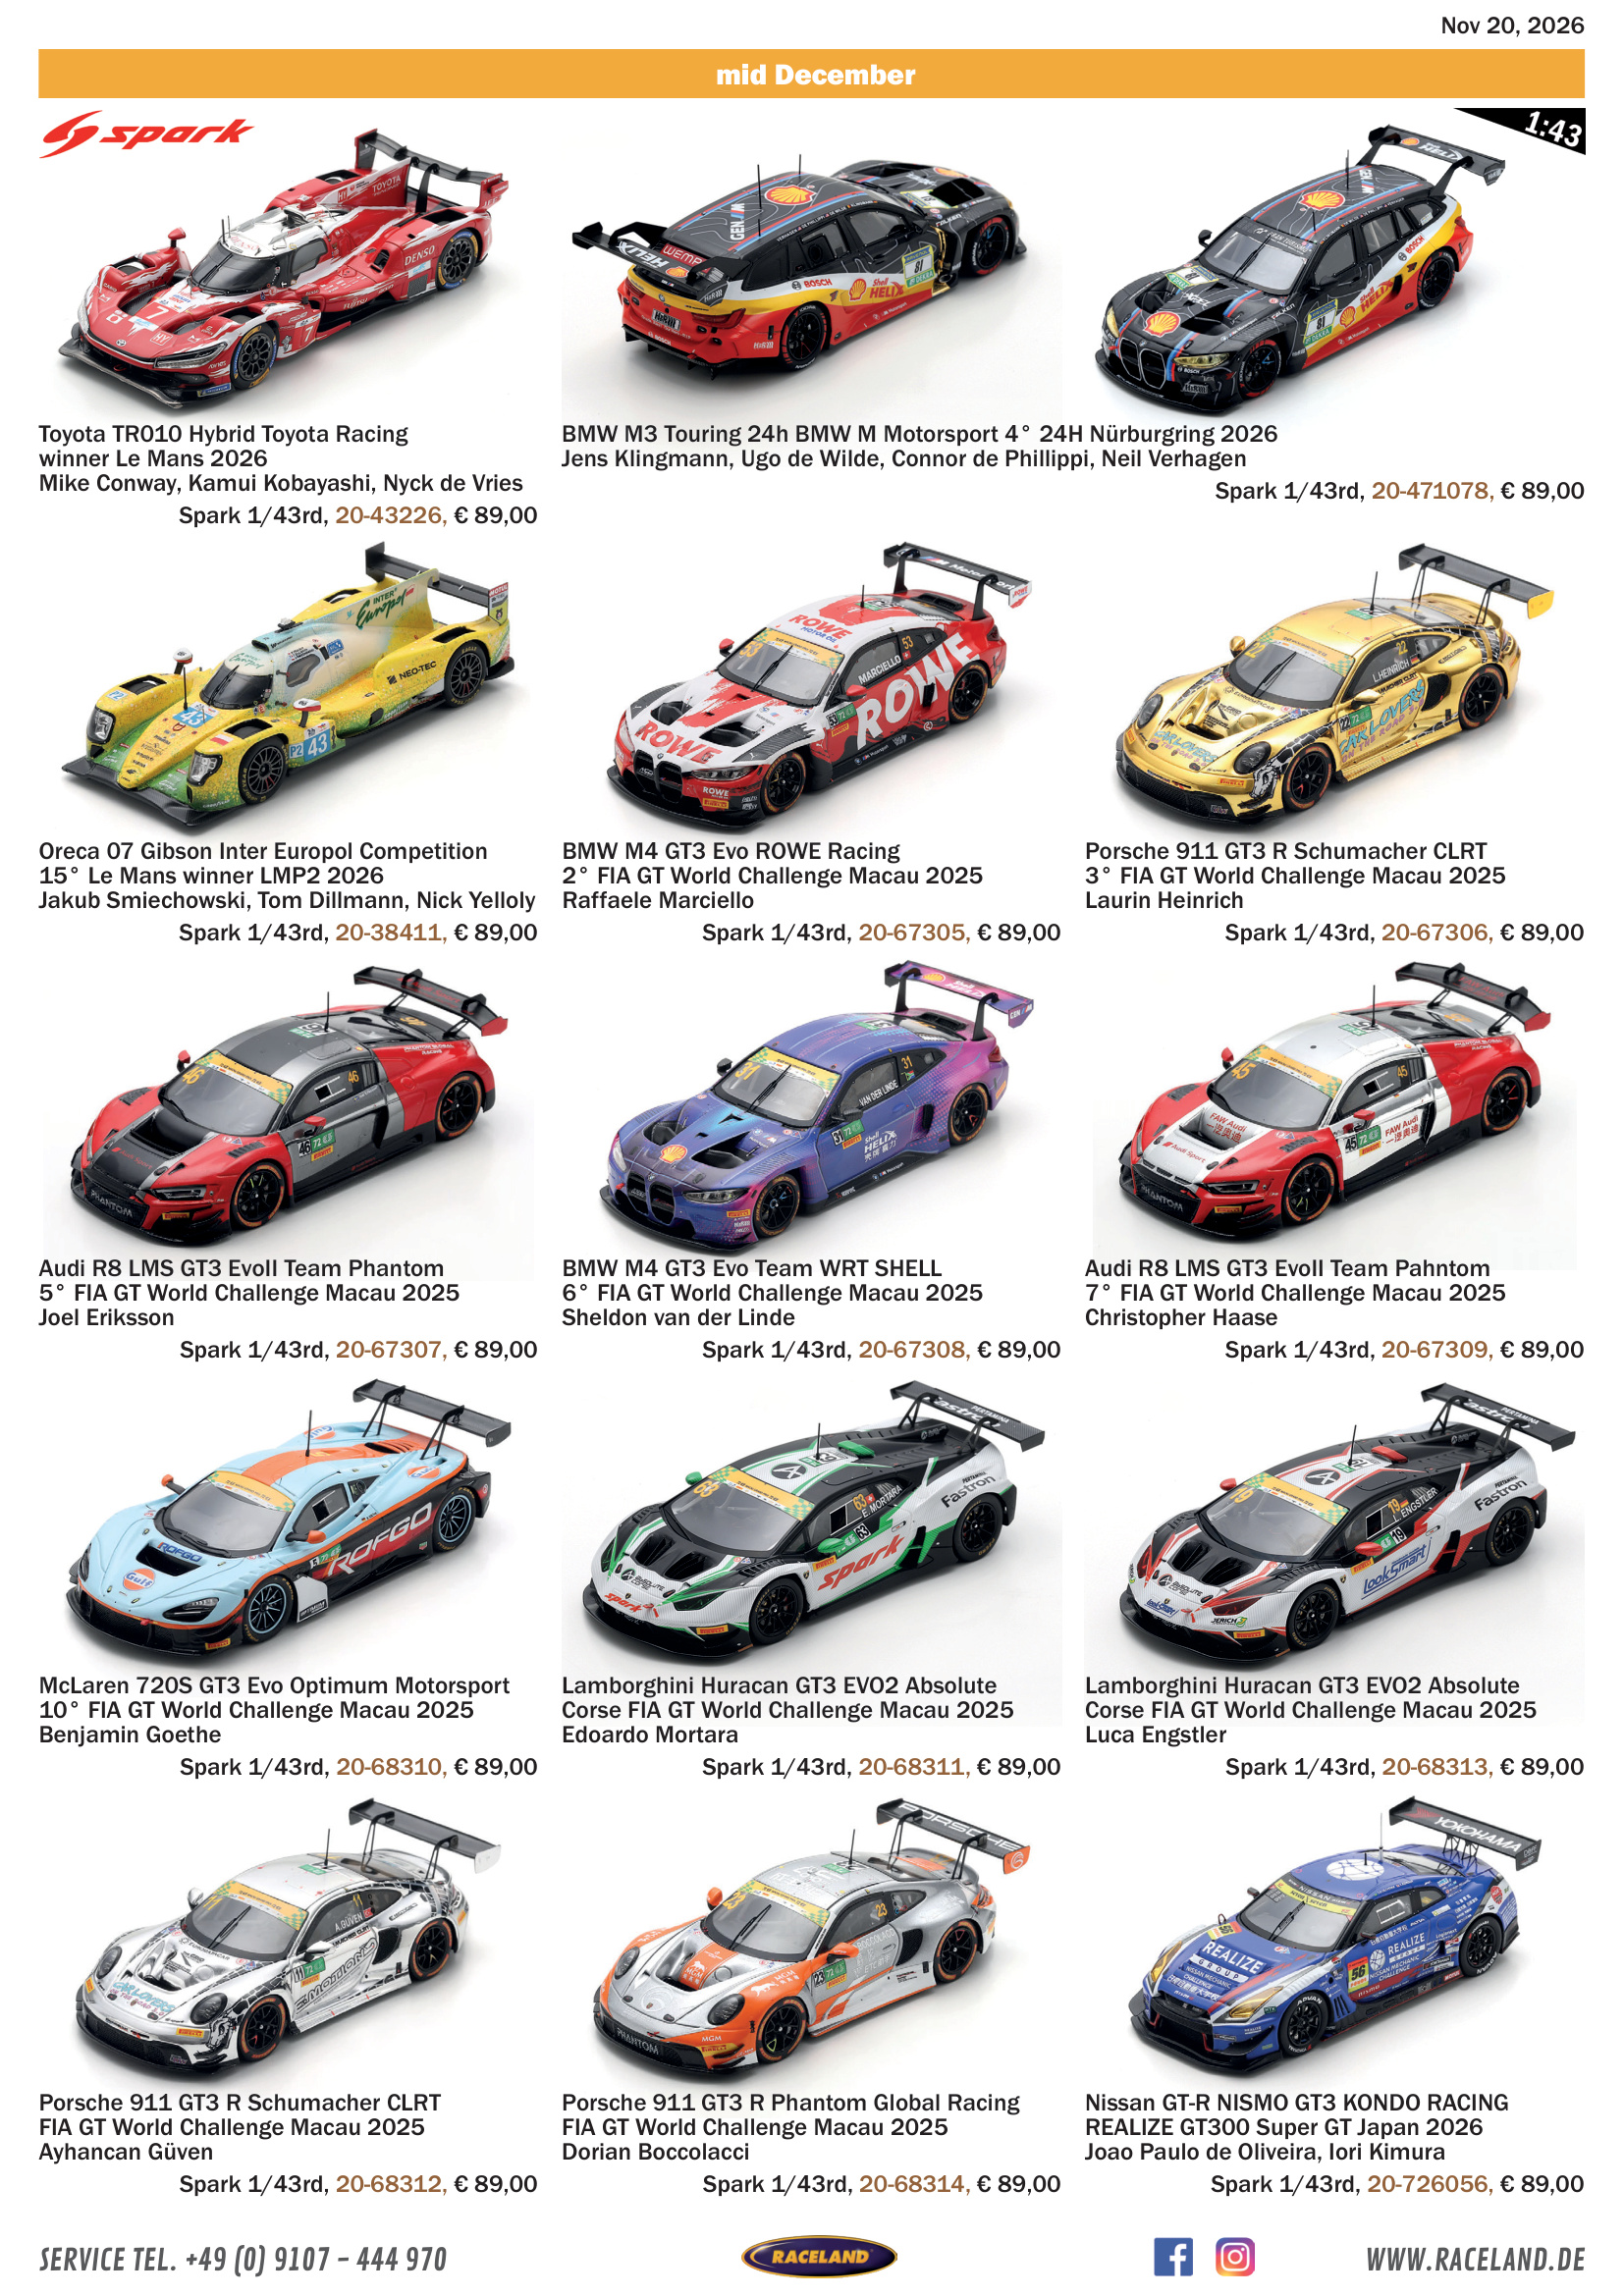 Nov 20, 2026
mid December
spark
1:43
Toyota TR010 Hybrid Toyota Racing
winner Le Mans 2026
Mike Conway, Kamui Kobayashi, Nyck de Vries
Spark 1/43rd, 20-43226, € 89,00
BMW M3 Touring 24h BMW M Motorsport 4° 24H Nürburgring 2026
Jens Klingmann, Ugo de Wilde, Connor de Phillippi, Neil Verhagen
Spark 1/43rd, 20-471078, € 89,00
Oreca 07 Gibson Inter Europol Competition
15° Le Mans winner LMP2 2026
Jakub Smiechowski, Tom Dillmann, Nick Yelloly
Spark 1/43rd, 20-38411, € 89,00
BMW M4 GT3 Evo ROWE Racing
2° FIA GT World Challenge Macau 2025
Raffaele Marciello
Spark 1/43rd, 20-67305, € 89,00
Porsche 911 GT3 R Schumacher CLRT
3° FIA GT World Challenge Macau 2025
Laurin Heinrich
Spark 1/43rd, 20-67306, € 89,00
Audi R8 LMS GT3 EvoII Team Phantom
5° FIA GT World Challenge Macau 2025
Joel Eriksson
Spark 1/43rd, 20-67307, € 89,00
BMW M4 GT3 Evo Team WRT SHELL
6° FIA GT World Challenge Macau 2025
Sheldon van der Linde
Spark 1/43rd, 20-67308, € 89,00
Audi R8 LMS GT3 EvoII Team Pahntom
7° FIA GT World Challenge Macau 2025
Christopher Haase
Spark 1/43rd, 20-67309, € 89,00
McLaren 720S GT3 Evo Optimum Motorsport
10° FIA GT World Challenge Macau 2025
Benjamin Goethe
Spark 1/43rd, 20-68310, € 89,00
Lamborghini Huracan GT3 EVO2 Absolute
Corse FIA GT World Challenge Macau 2025
Edoardo Mortara
Spark 1/43rd, 20-68311, € 89,00
Lamborghini Huracan GT3 EVO2 Absolute
Corse FIA GT World Challenge Macau 2025
Luca Engstler
Spark 1/43rd, 20-68313, € 89,00
Porsche 911 GT3 R Schumacher CLRT
FIA GT World Challenge Macau 2025
Ayhancan Güven
Spark 1/43rd, 20-68312, € 89,00
Porsche 911 GT3 R Phantom Global Racing
FIA GT World Challenge Macau 2025
Dorian Boccolacci
Spark 1/43rd, 20-68314, € 89,00
Nissan GT-R NISMO GT3 KONDO RACING
REALIZE GT300 Super GT Japan 2026
Joao Paulo de Oliveira, Iori Kimura
Spark 1/43rd, 20-726056, € 89,00
SERVICE TEL. +49 (0) 9107 - 444 970
RACELAND
WWW.RACELAND.DE